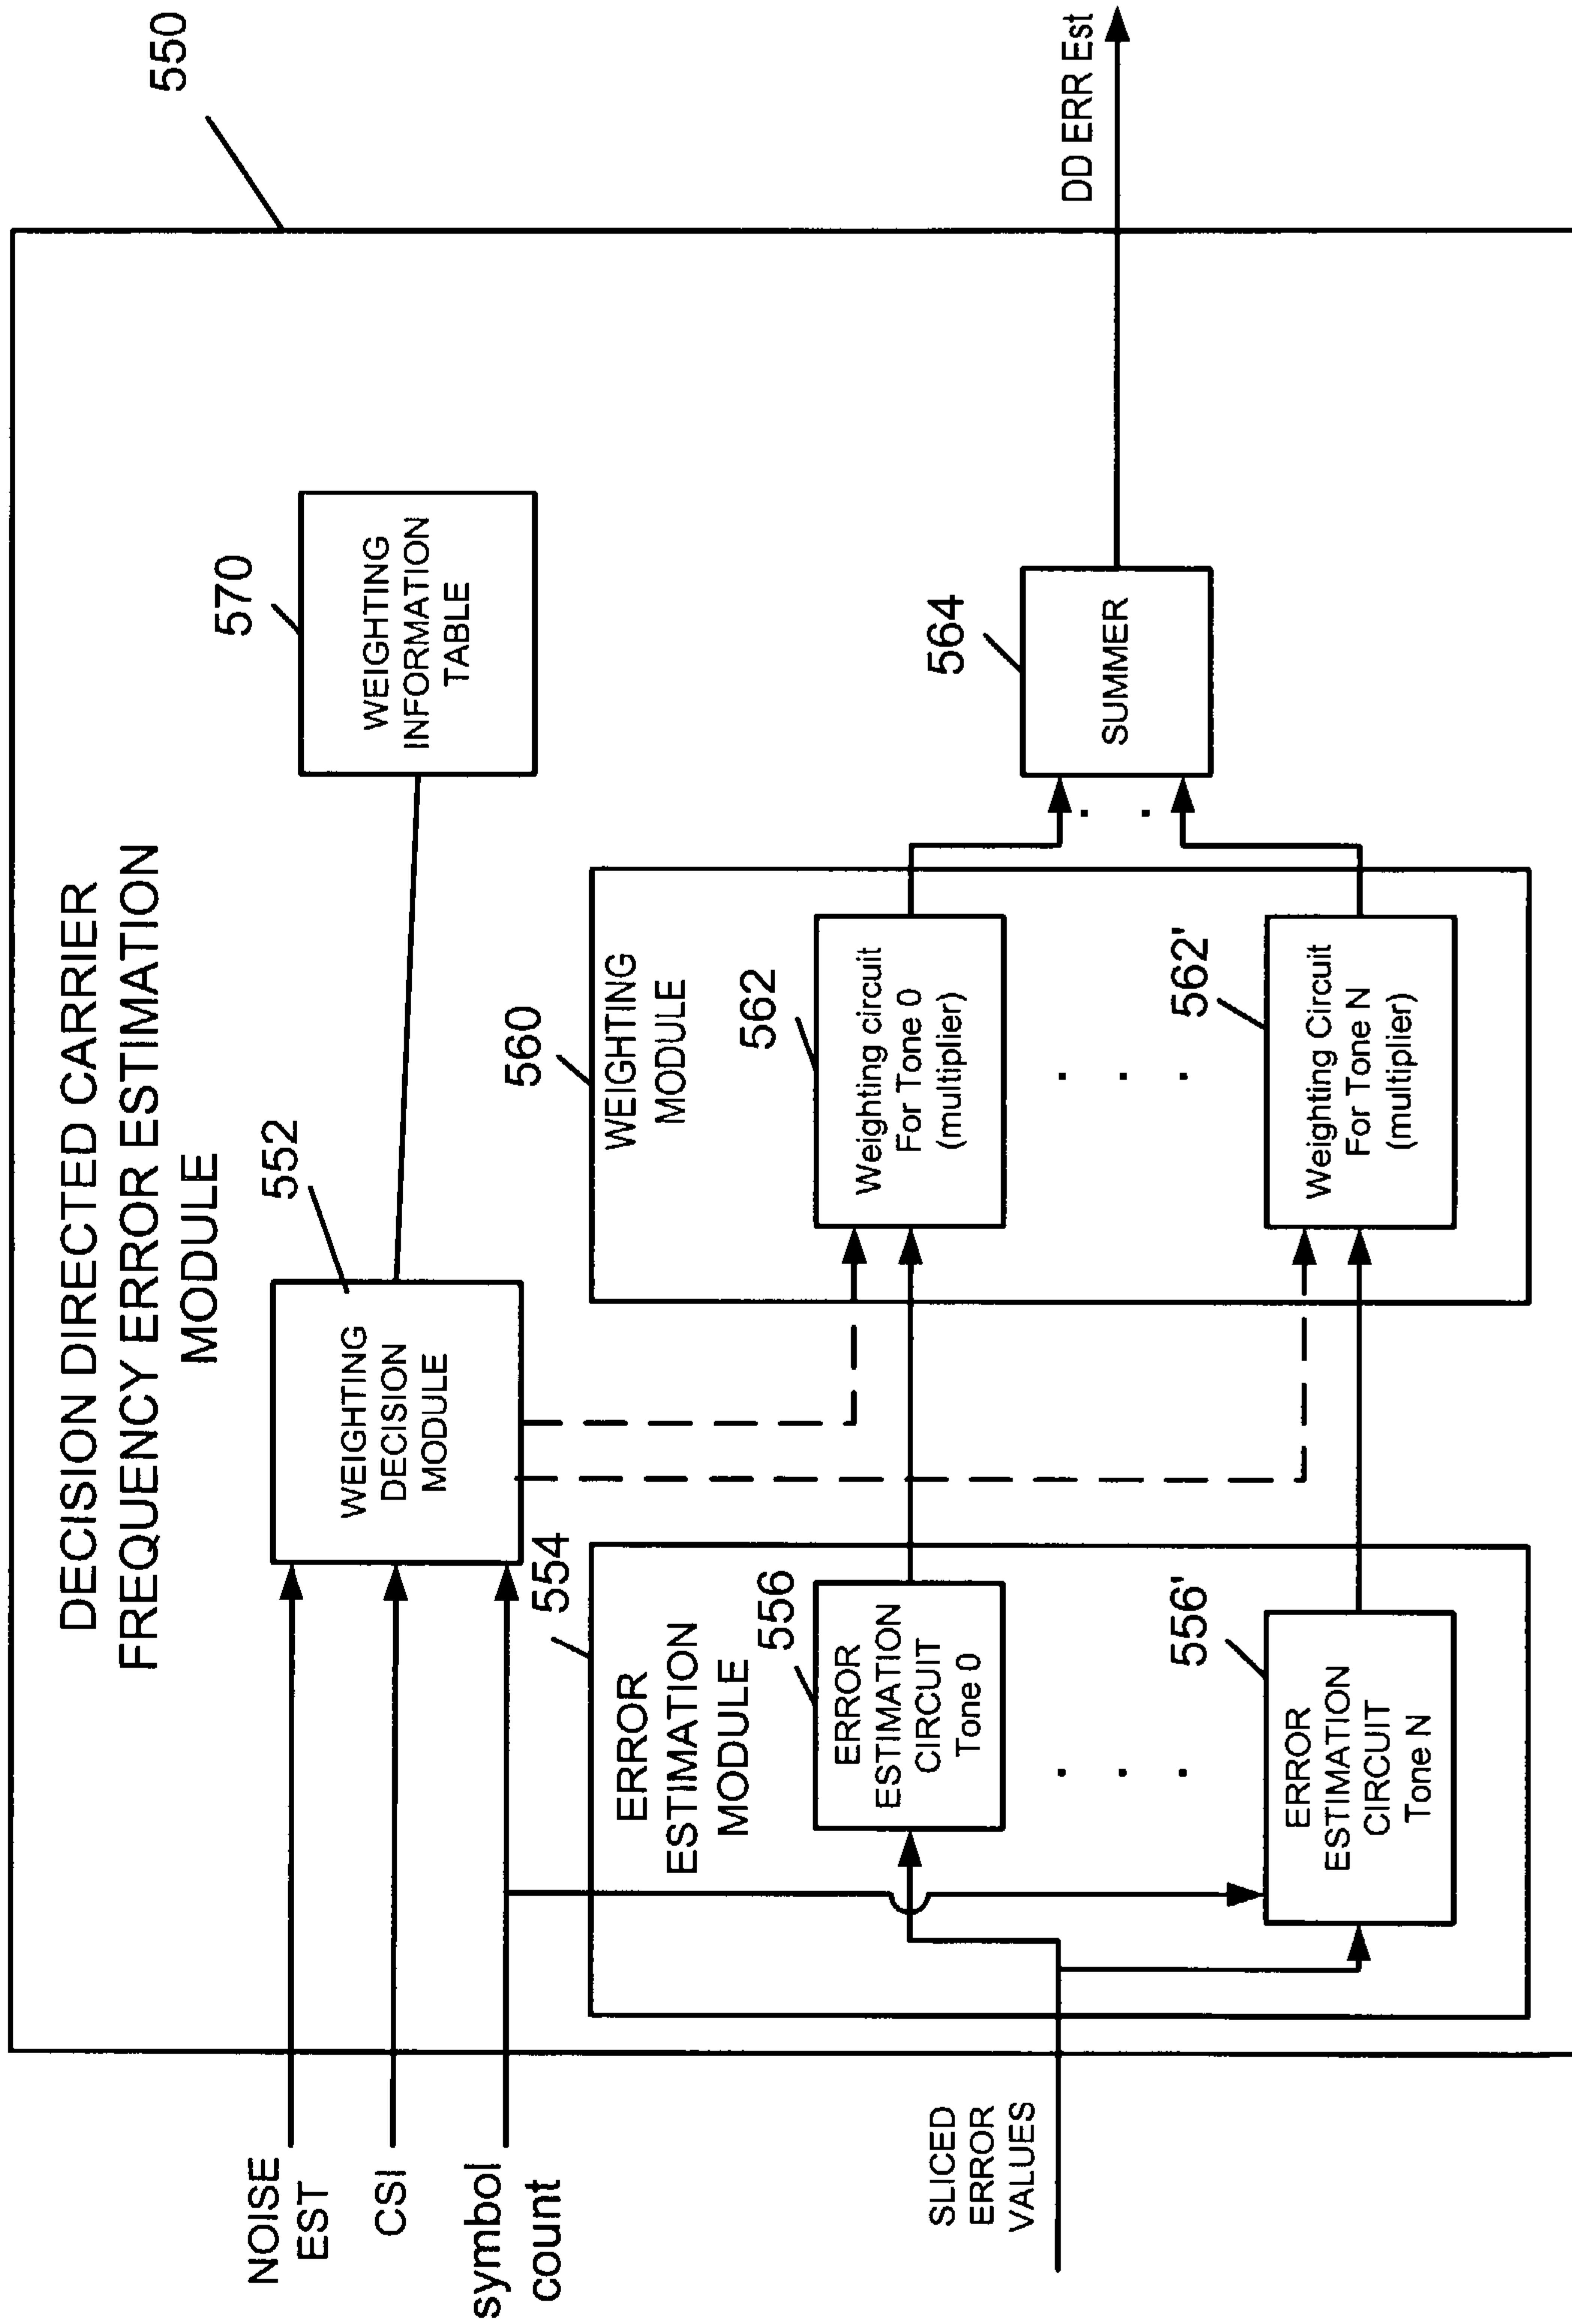 DECISION DIRECTED CARRIER
FREQUENCY ERROR ESTIMATION
MODULE
550
NOISE
EST
CSI
symbol
count
552
WEIGHTING
DECISION
MODULE
570
WEIGHTING
INFORMATION
TABLE
554
ERROR
ESTIMATION
MODULE
556
ERROR
ESTIMATION
CIRCUIT
Tone 0
. . .
556'
ERROR
ESTIMATION
CIRCUIT
Tone N
SLICED
ERROR
VALUES
560
WEIGHTING
MODULE
562
Weighting circuit
For Tone 0
(multiplier)
. . .
562'
Weighting Circuit
For Tone N
(multiplier)
564
SUMMER
. .
DD ERR Est